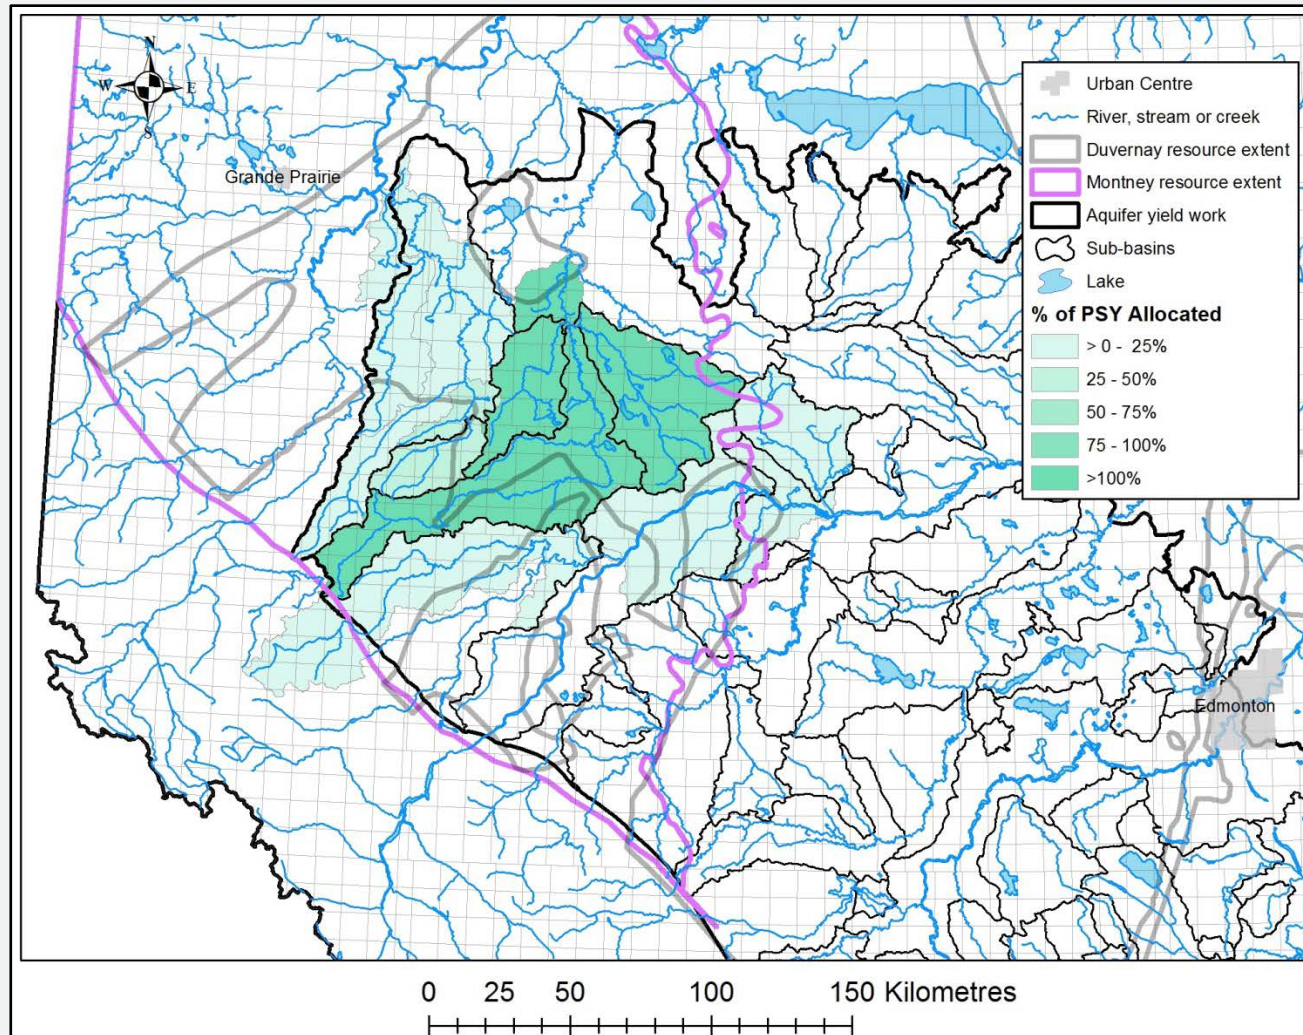 N
W E
S
Grande Prairie
Edmonton
Urban Centre
River, stream or creek
Duvernay resource extent
Montney resource extent
Aquifer yield work
Sub-basins
Lake
% of PSY Allocated
> 0 - 25%
25 - 50%
50 - 75%
75 - 100%
>100%
0 25 50 100 150 Kilometres